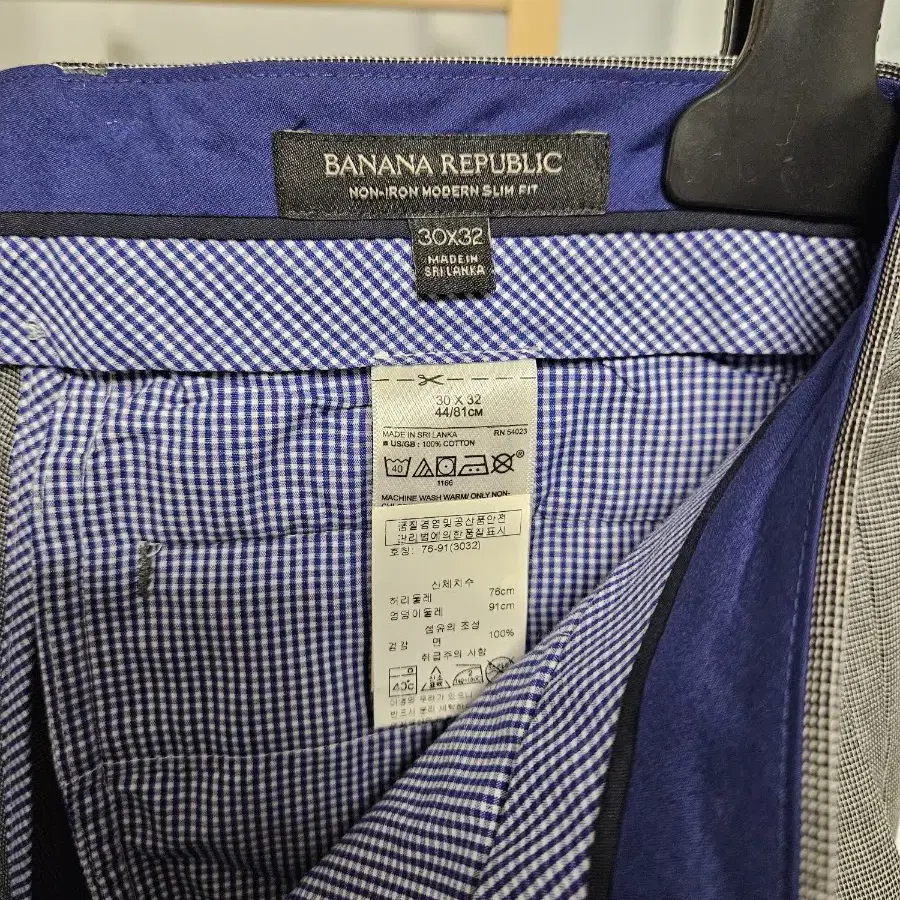 BANANA REPUBLIC
NON-IRON MODERN SLIM FIT
30X32
MADE IN
SRI LANKA
30 X 32
44/81CM
MADE IN SRI LANKA RN 54023
■ US/GB : 100% COTTON
40
1166
MACHINE WASH WARM/ ONLY NON-
품질경영및공산품안전
관리법에의한품질표시
호칭: 76-91(3032)
신체치수
허리둘레 76cm
엉덩이둘레 91cm
섬유의 조성
겉감 면 100%
취급주의 사항